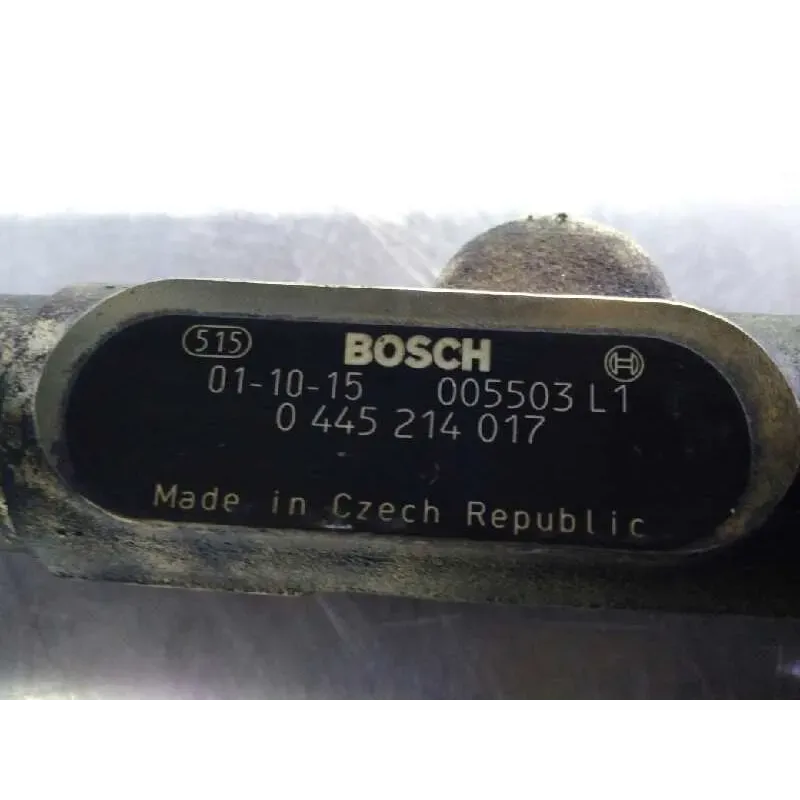 515 BOSCH
01-10-15 005503 L1
0 445 214 017
Made in Czech Republic